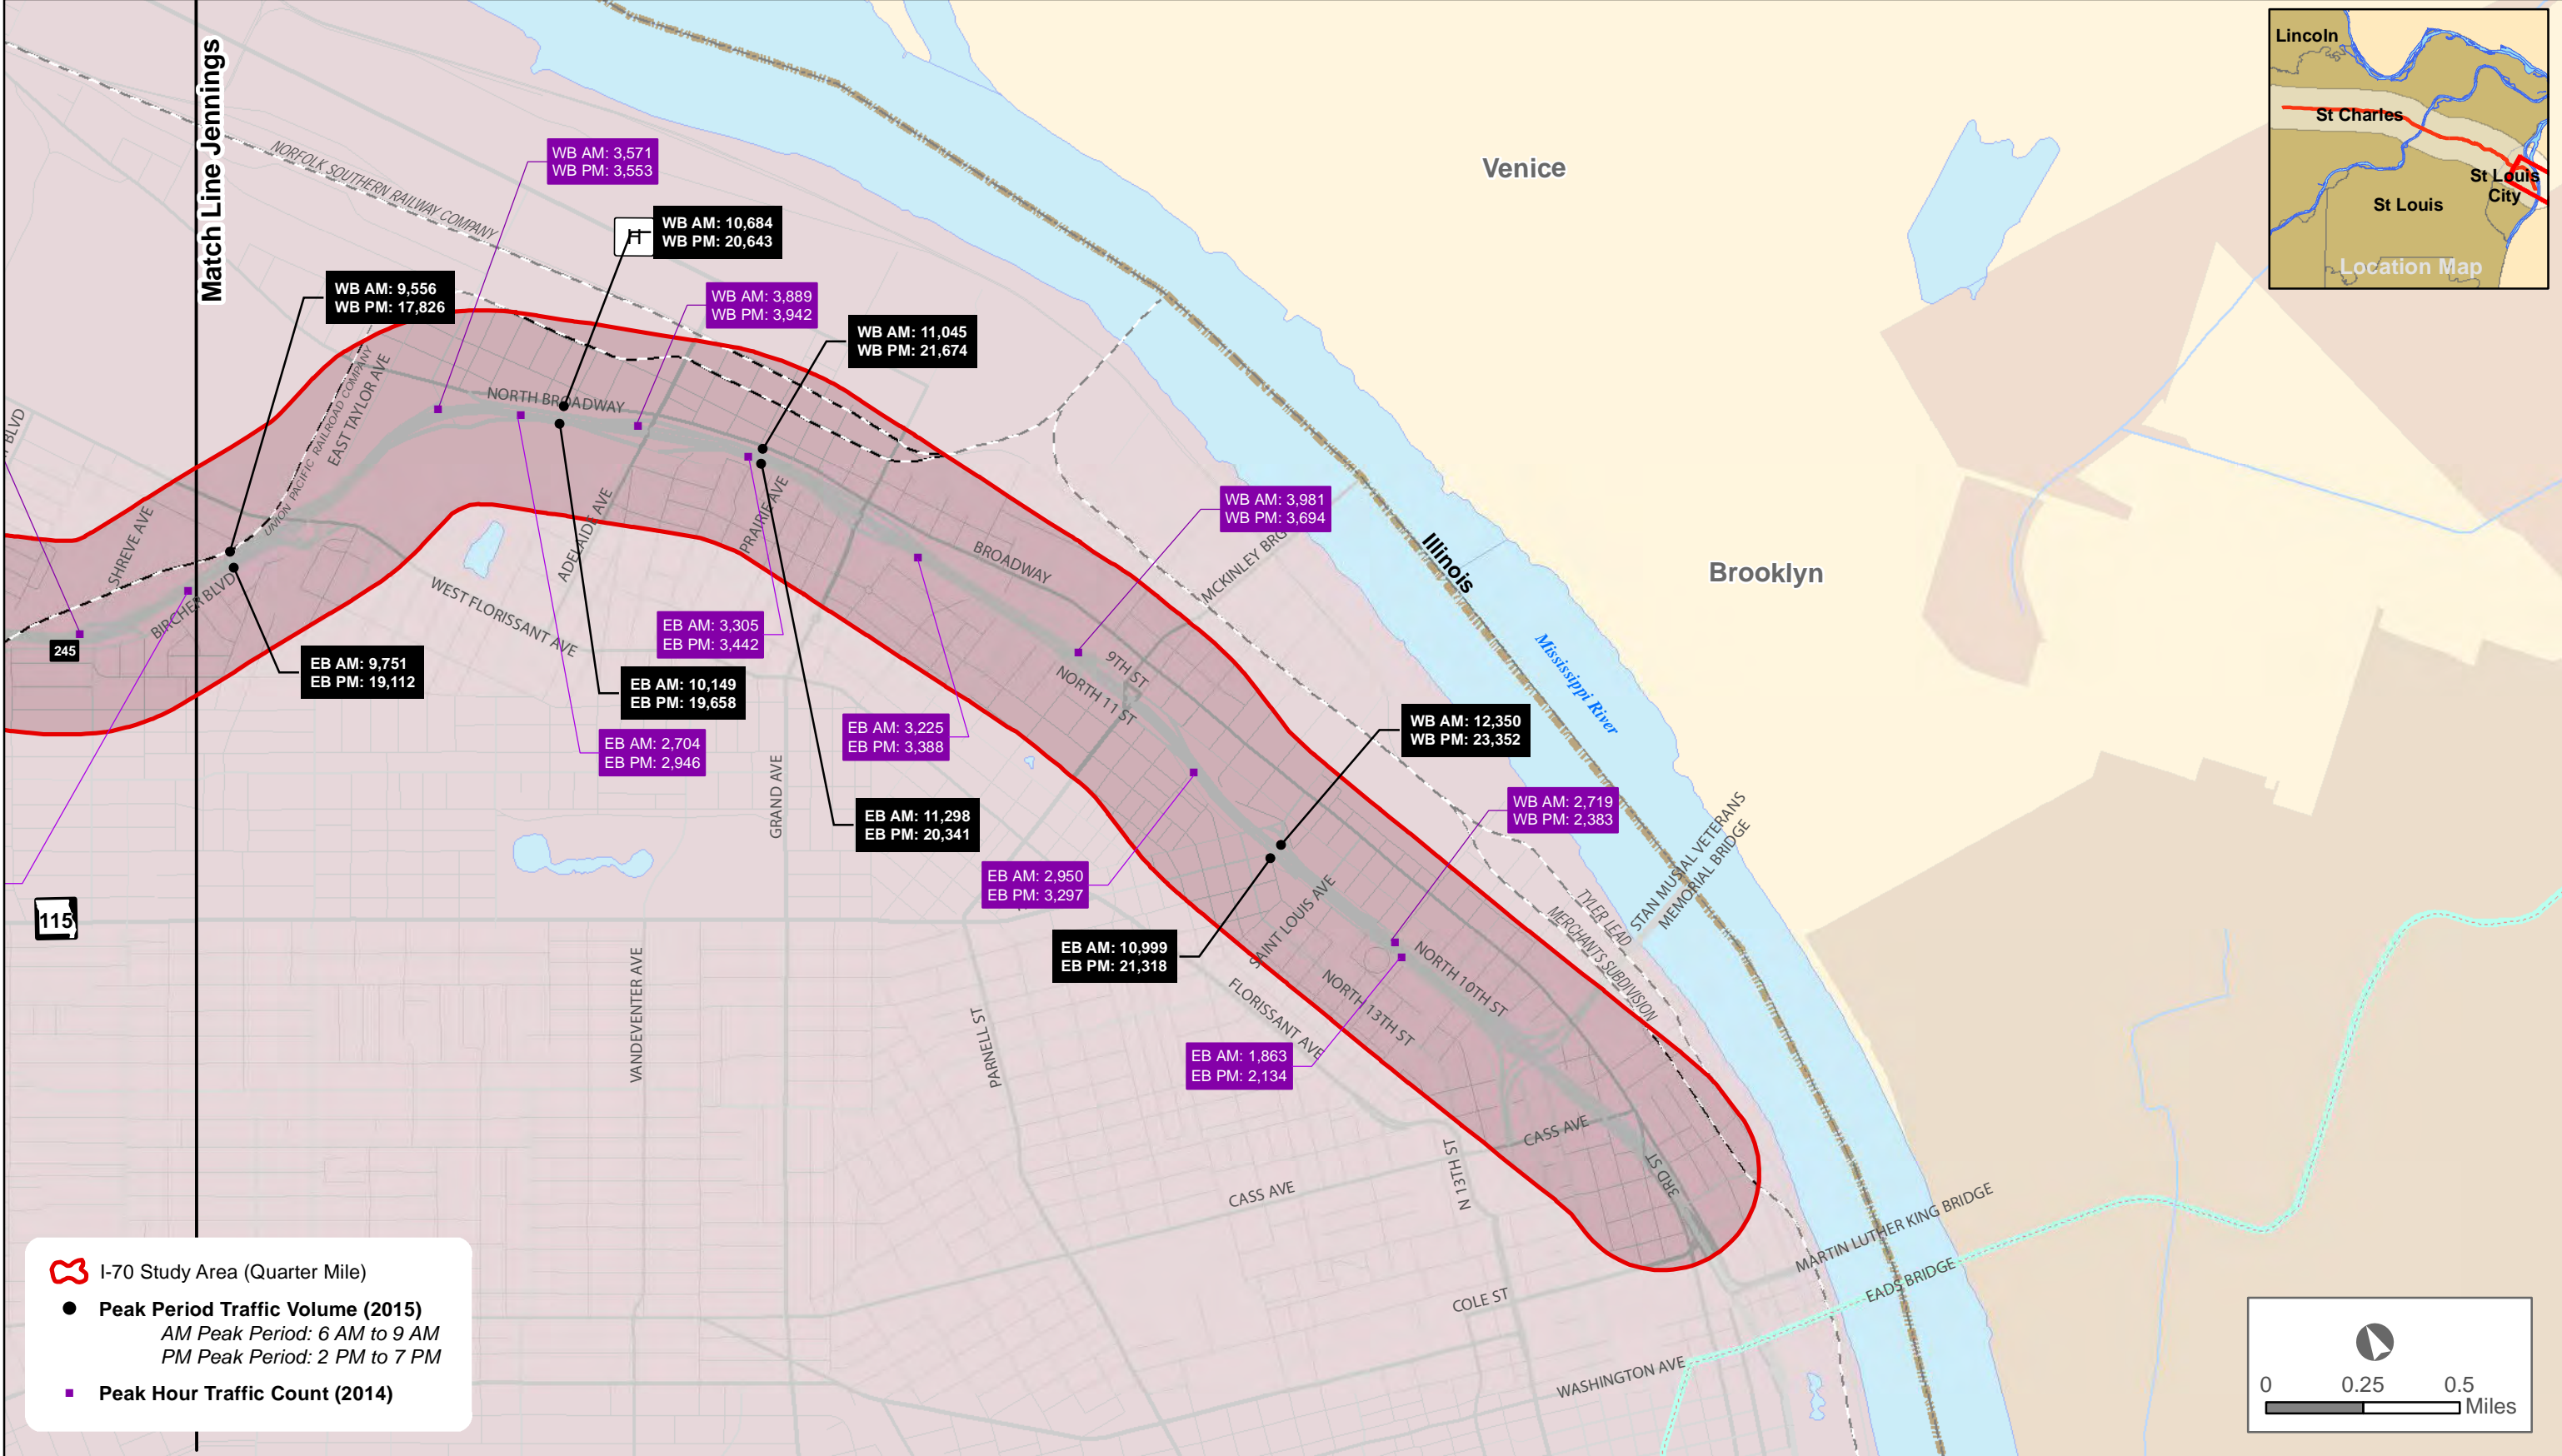 Match Line Jennings
NORFOLK SOUTHERN RAILWAY COMPANY
WB AM: 3,571
WB PM: 3,553
H
WB AM: 10,684
WB PM: 20,643
WB AM: 9,556
WB PM: 17,826
WB AM: 3,889
WB PM: 3,942
WB AM: 11,045
WB PM: 21,674
Venice
Lincoln
St Charles
St Louis
City
St Louis
Location Map
BLVD
UNION PACIFIC RAILROAD COMPANY
EAST TAYLOR AVE
NORTH BROADWAY
SHREVE AVE
BIRCHER BLVD
245
ADELAIDE AVE
PRAIRIE AVE
WEST FLORISSANT AVE
BROADWAY
WB AM: 3,981
WB PM: 3,694
MCKINLEY BRG
Illinois
Brooklyn
Mississippi River
EB AM: 9,751
EB PM: 19,112
EB AM: 3,305
EB PM: 3,442
EB AM: 10,149
EB PM: 19,658
EB AM: 2,704
EB PM: 2,946
EB AM: 3,225
EB PM: 3,388
9TH ST
NORTH 11 ST
WB AM: 12,350
WB PM: 23,352
GRAND AVE
EB AM: 11,298
EB PM: 20,341
WB AM: 2,719
WB PM: 2,383
EB AM: 2,950
EB PM: 3,297
STAN MUSIAL VETERANS
MEMORIAL BRIDGE
TYLER LEAD
MERCHANTS SUBDIVISION
115
SAINT LOUIS AVE
EB AM: 10,999
EB PM: 21,318
NORTH 10TH ST
NORTH 13TH ST
FLORISSANT AVE
VANDEVENTER AVE
PARNELL ST
EB AM: 1,863
EB PM: 2,134
CASS AVE
N 13TH ST
CASS AVE
3RD ST
MARTIN LUTHER KING BRIDGE
EADS BRIDGE
COLE ST
WASHINGTON AVE
I-70 Study Area (Quarter Mile)
Peak Period Traffic Volume (2015)
AM Peak Period: 6 AM to 9 AM
PM Peak Period: 2 PM to 7 PM
Peak Hour Traffic Count (2014)
0 0.25 0.5
Miles